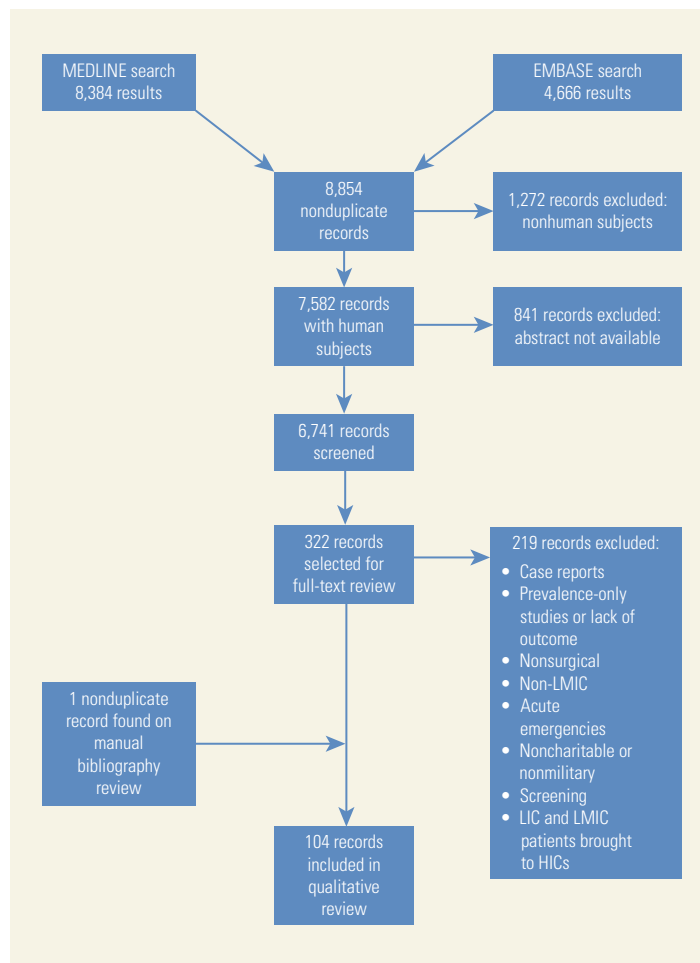 MEDLINE search
8,384 results
EMBASE search
4,666 results
8,854
nonduplicate
records
1,272 records excluded:
nonhuman subjects
7,582 records
with human
subjects
841 records excluded:
abstract not available
6,741 records
screened
322 records
selected for
full-text review
219 records excluded:
• Case reports
• Prevalence-only
studies or lack of
outcome
• Nonsurgical
• Non-LMIC
• Acute
emergencies
• Noncharitable or
nonmilitary
• Screening
• LIC and LMIC
patients brought
to HICs
1 nonduplicate
record found on
manual
bibliography
review
104 records
included in
qualitative
review